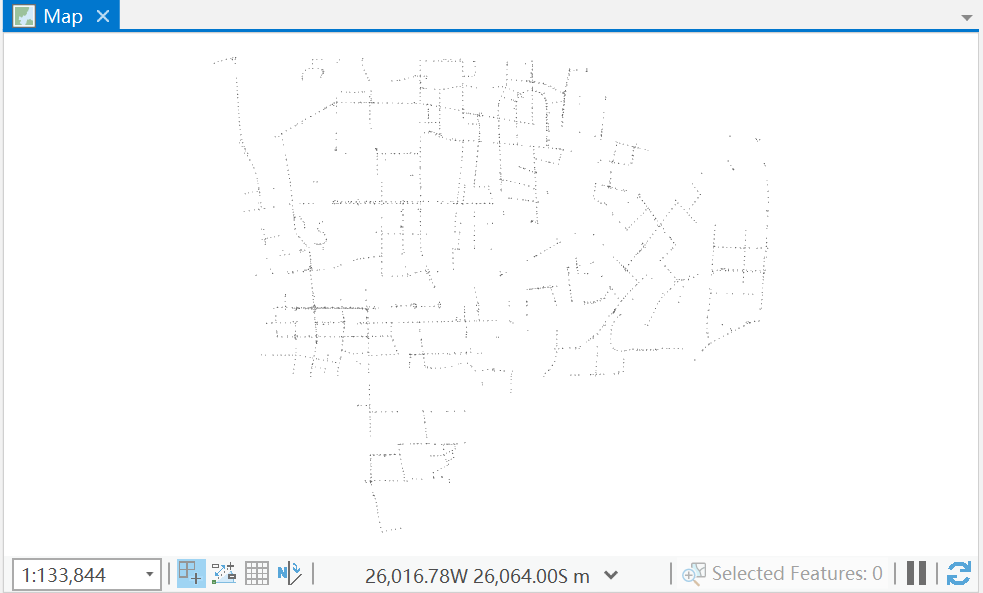 Map
1:133,844
N
26,016.78W 26,064.00S m
Selected Features: 0